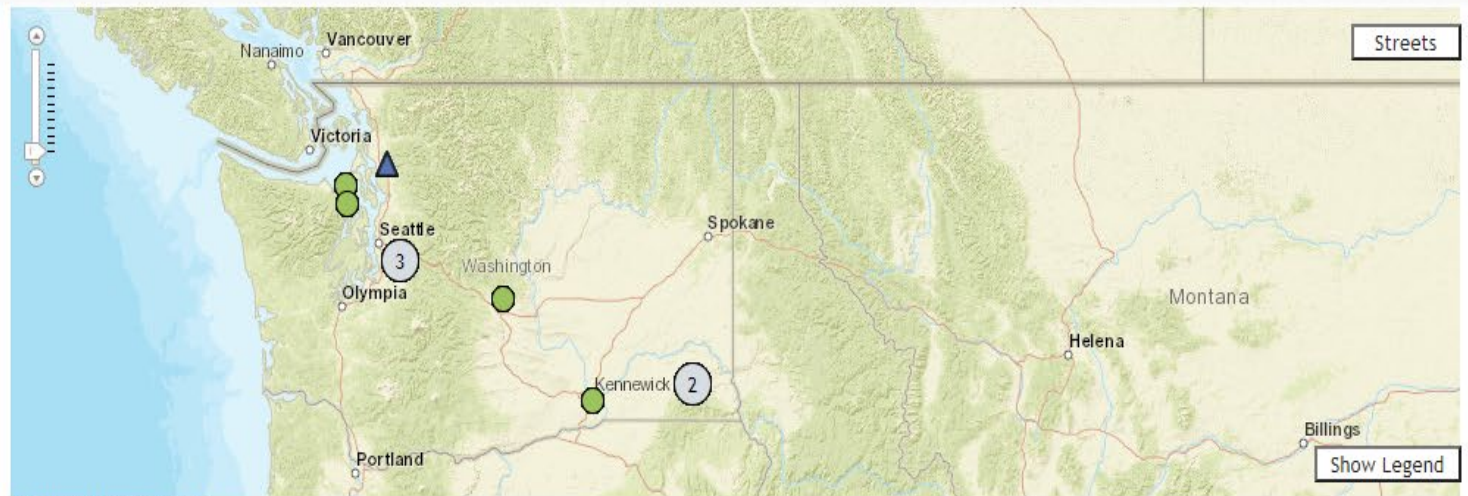 Streets
Vancouver
Nanaimo
Victoria
Spokane
Seattle
3
Washington
Olympia
Montana
Helena
Kennewick
2
Billings
Portland
Show Legend